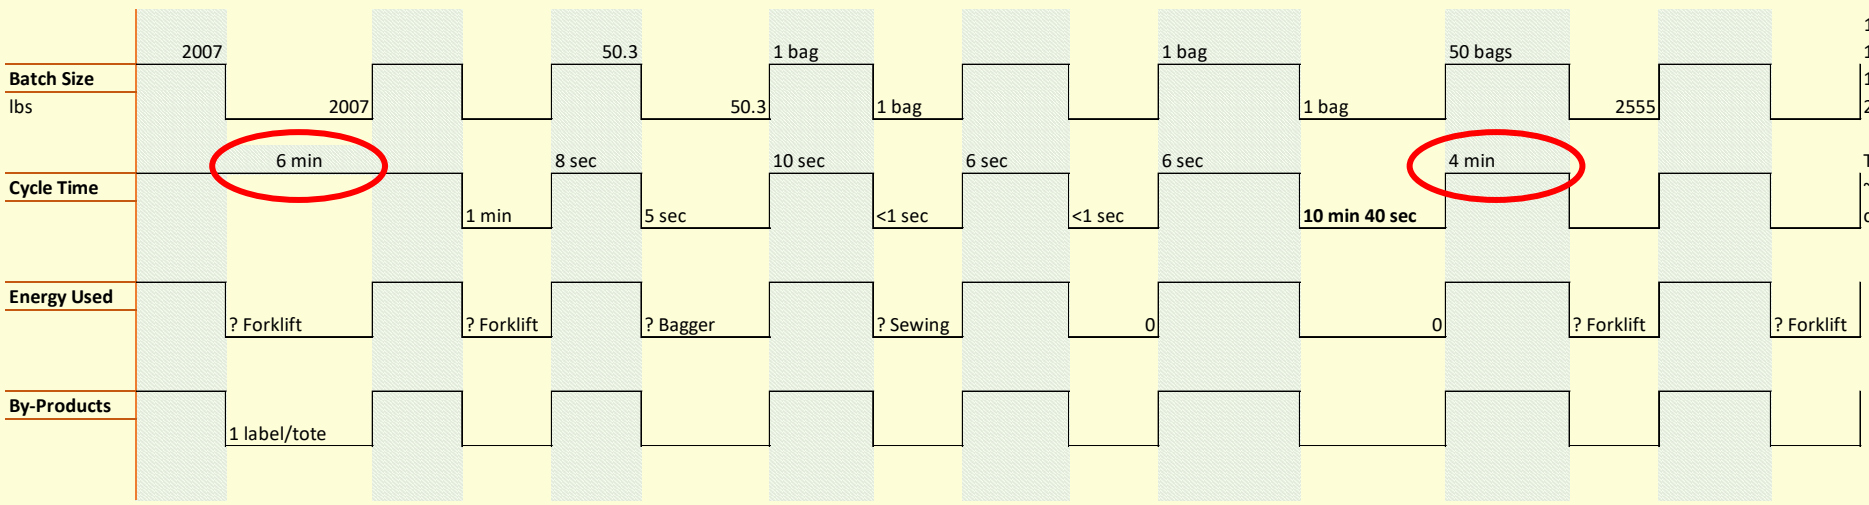 2007 50.3 1 bag 1 bag 50 bags
Batch Size
lbs 2007 50.3 1 bag 1 bag 2555
6 min 8 sec 10 sec 6 sec 6 sec 4 min
Cycle Time
1 min 5 sec <1 sec <1 sec 10 min 40 sec
Energy Used
? Forklift ? Forklift ? Bagger ? Sewing 0 0 ? Forklift ? Forklift
By-Products
1 label/tote